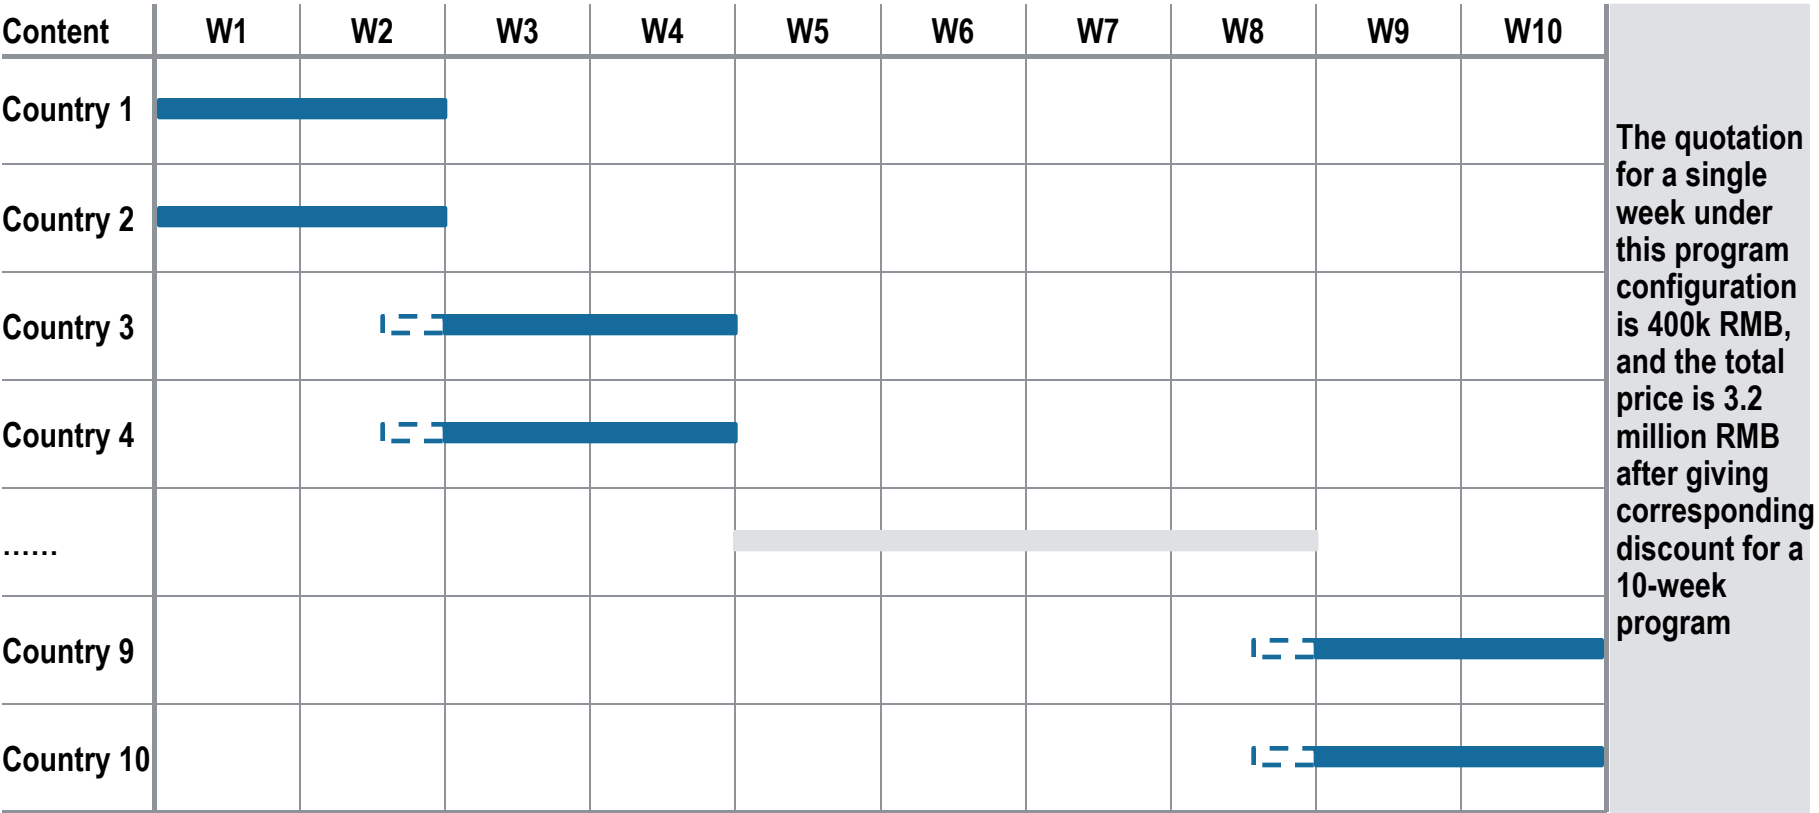 Content W1 W2 W3 W4 W5 W6 W7 W8 W9 W10
Country 1
Country 2
Country 3
Country 4
......
Country 9
Country 10
The quotation
for a single
week under
this program
configuration
is 400k RMB,
and the total
price is 3.2
million RMB
after giving
corresponding
discount for a
10-week
program